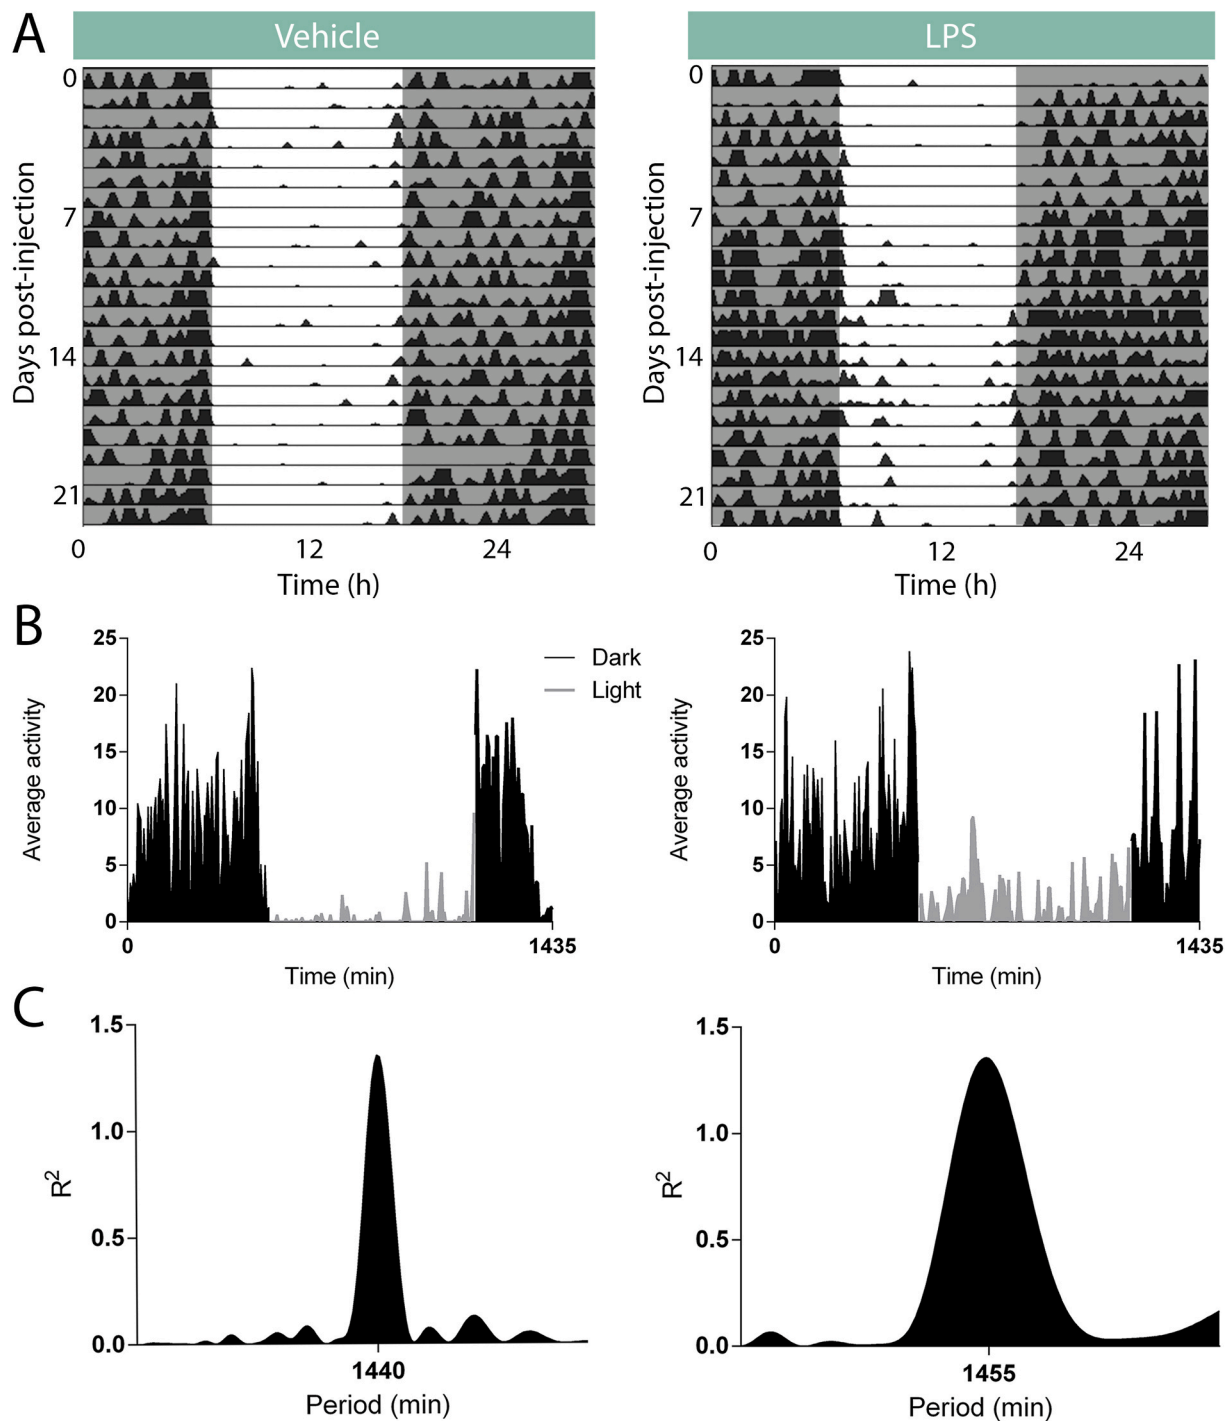 A
Vehicle
LPS
0
7
14
21
Days post-injection
0 12 24
Time (h)
0
7
14
21
Days post-injection
0 12 24
Time (h)
B
25
20
15
10
5
0
Average activity
0 1435
Time (min)
Dark
Light
25
20
15
10
5
0
Average activity
0 1435
Time (min)
C
1.5
1.0
0.5
0.0
R2
1440
Period (min)
1.5
1.0
0.5
0.0
R2
1455
Period (min)